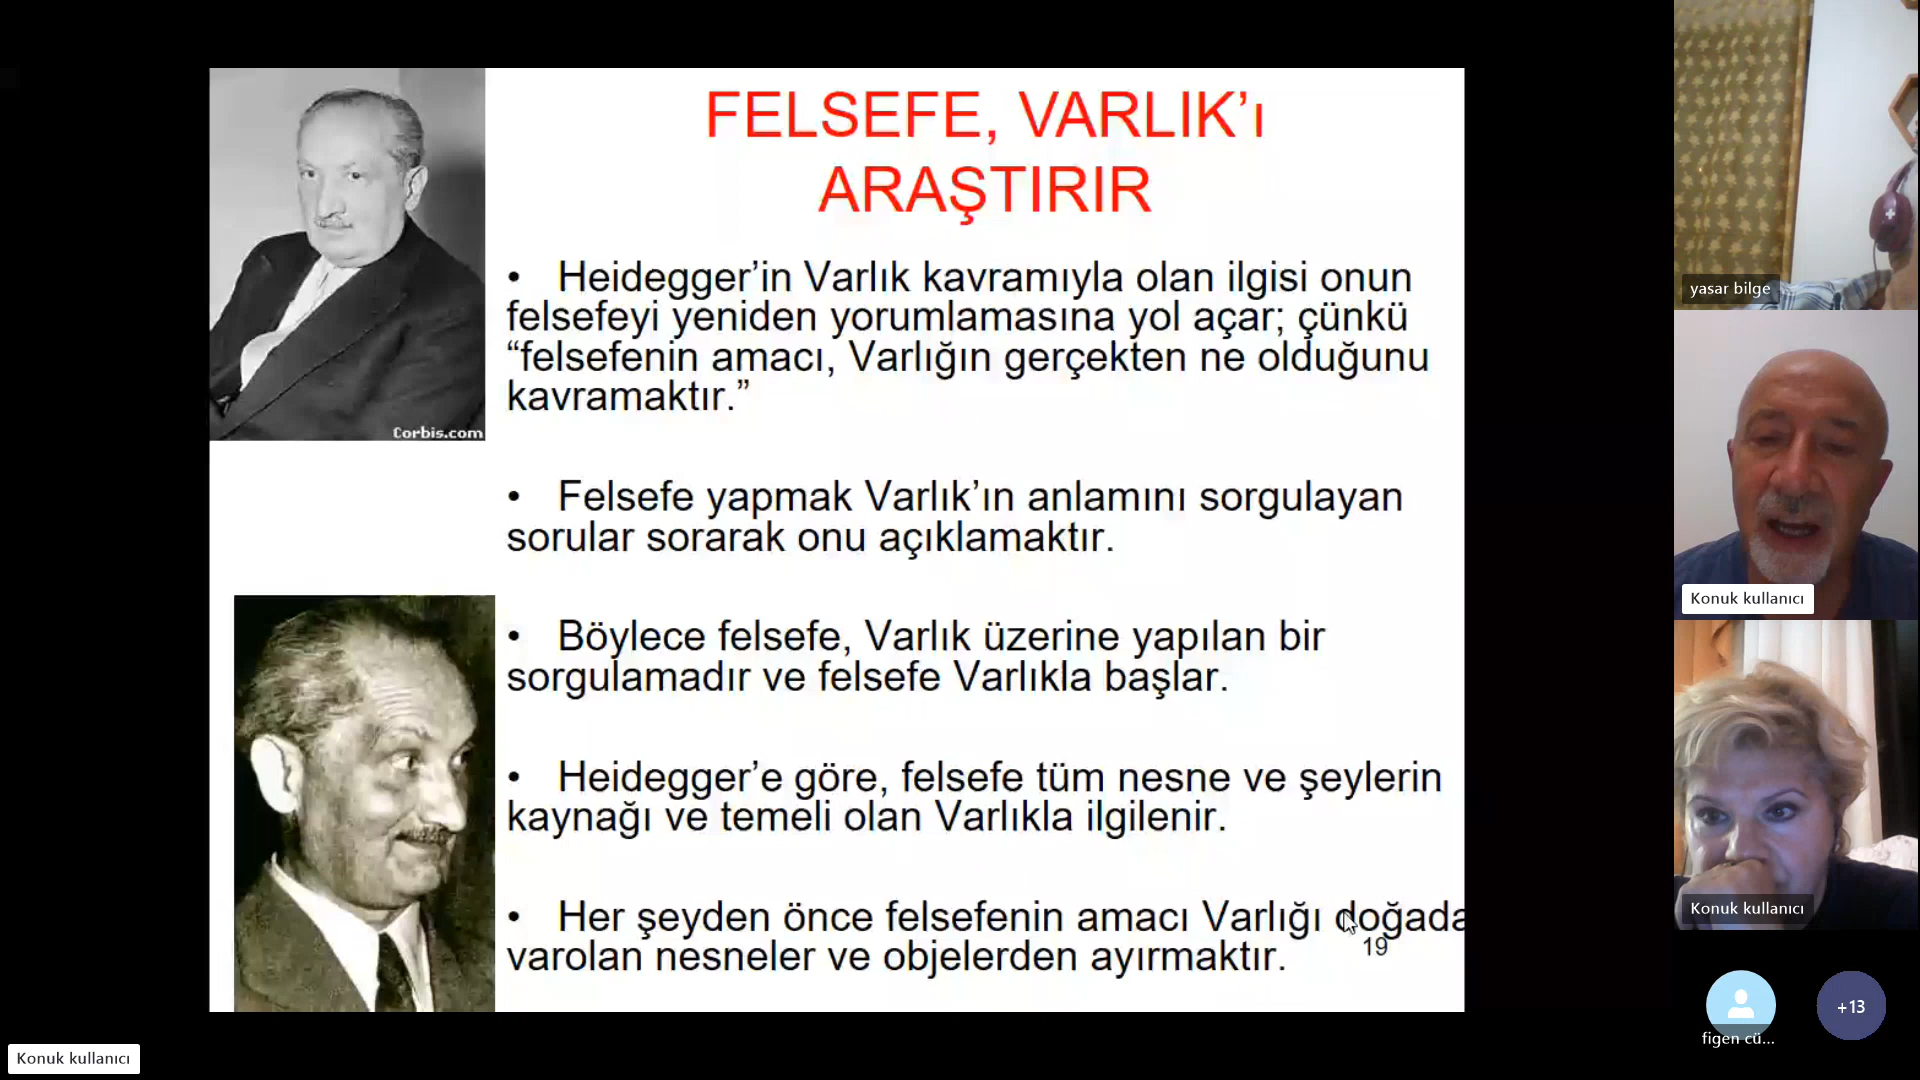 FELSEFE, VARLIK’ı
ARAŞTIRIR
• Heidegger’in Varlık kavramıyla olan ilgisi onun
felsefeyi yeniden yorumlamasına yol açar; çünkü
“felsefenin amacı, Varlığın gerçekten ne olduğunu
kavramaktır.”
Corbis.com
• Felsefe yapmak Varlık’ın anlamını sorgulayan
sorular sorarak onu açıklamaktır.
• Böylece felsefe, Varlık üzerine yapılan bir
sorgulamadır ve felsefe Varlıkla başlar.
• Heidegger’e göre, felsefe tüm nesne ve şeylerin
kaynağı ve temeli olan Varlıkla ilgilenir.
• Her şeyden önce felsefenin amacı Varlığı doğada
varolan nesneler ve objelerden ayırmaktır.
19
yasar bilge
Konuk kullanıcı
Konuk kullanıcı
figen cü...
+13
Konuk kullanıcı